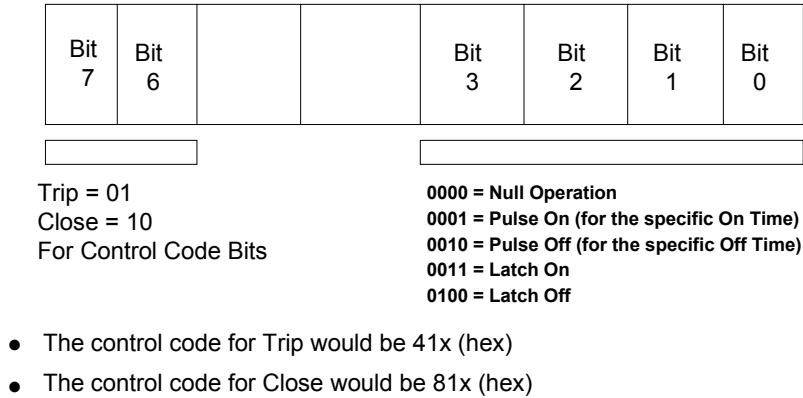 Bit Bit Bit Bit Bit Bit
7 6 3 2 1 0
Trip = 01
Close = 10
For Control Code Bits
0000 = Null Operation
0001 = Pulse On (for the specific On Time)
0010 = Pulse Off (for the specific Off Time)
0011 = Latch On
0100 = Latch Off
● The control code for Trip would be 41x (hex)
● The control code for Close would be 81x (hex)